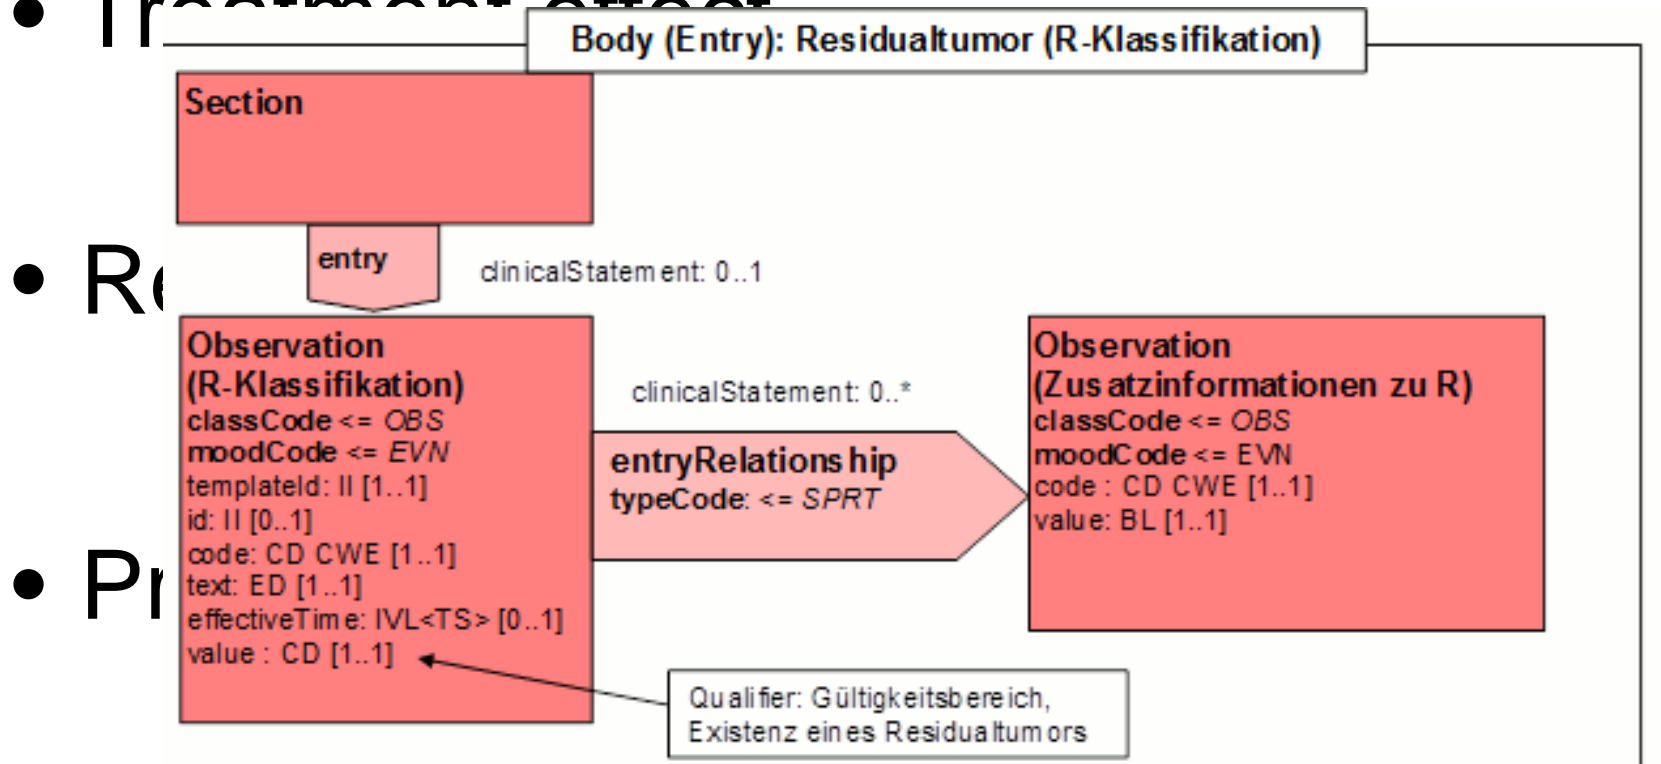 • Treatment effect
Body (Entry): Residualtumor (R-Klassifikation)
Section
entry
clinicalStatement: 0..1
• Re
Observation
(R-Klassifikation)
classCode <= OBS
moodCode <= EVN
templateId: II [1..1]
id: II [0..1]
code: CD CWE [1..1]
text: ED [1..1]
effectiveTime: IVL<TS> [0..1]
value : CD [1..1]
clinicalStatement: 0..*
entryRelationship
typeCode: <= SPRT
Observation
(Zusatzinformationen zu R)
classCode <= OBS
moodCode <= EVN
code : CD CWE [1..1]
value: BL [1..1]
• Pr
Qualifier: Gültigkeitsbereich,
Existenz eines Residualtumors